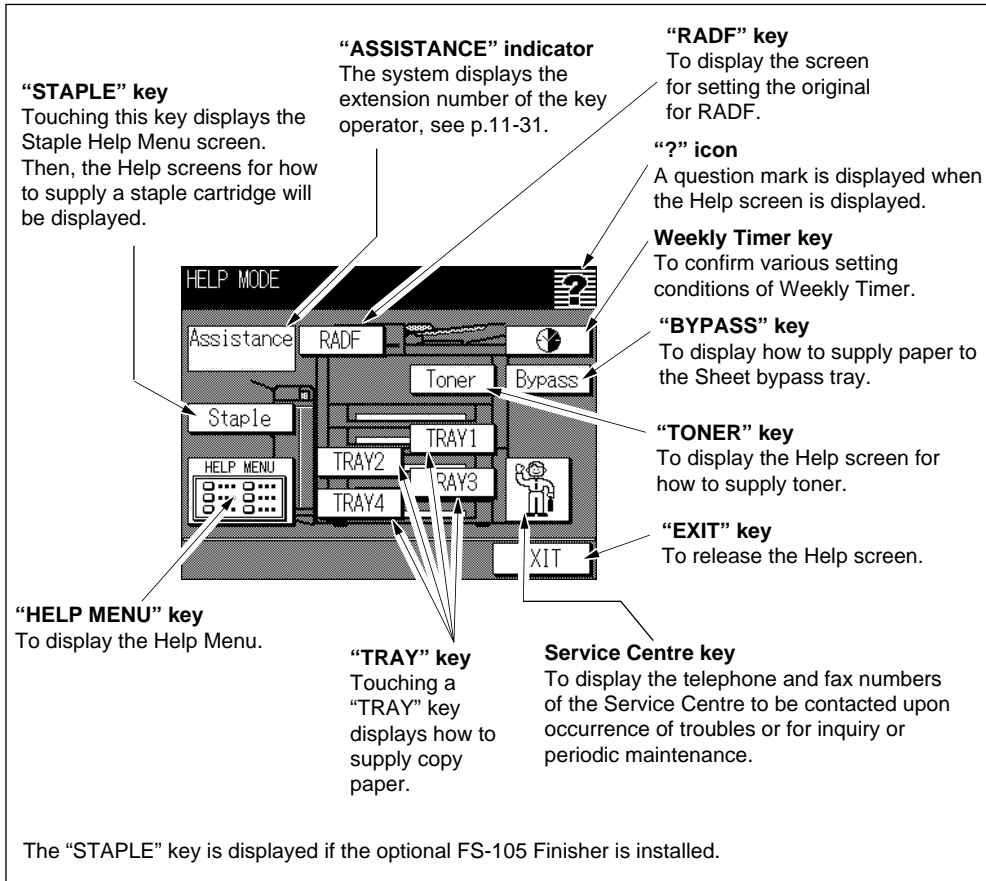 “STAPLE” key
Touching this key displays the
Staple Help Menu screen.
Then, the Help screens for how
to supply a staple cartridge will
be displayed.
“ASSISTANCE” indicator
The system displays the
extension number of the key
operator, see p.11-31.
“RADF” key
To display the screen
for setting the original
for RADF.
“?” icon
A question mark is displayed when
the Help screen is displayed.
Weekly Timer key
To confirm various setting
conditions of Weekly Timer.
“BYPASS” key
To display how to supply paper to
the Sheet bypass tray.
“TONER” key
To display the Help screen for
how to supply toner.
“EXIT” key
To release the Help screen.
HELP MODE
?
Assistance
RADF
Toner
Bypass
Staple
TRAY1
TRAY2
TRAY3
HELP MENU
TRAY4
EXIT
“HELP MENU” key
To display the Help Menu.
“TRAY” key
Touching a
“TRAY” key
displays how to
supply copy
paper.
Service Centre key
To display the telephone and fax numbers
of the Service Centre to be contacted upon
occurrence of troubles or for inquiry or
periodic maintenance.
The “STAPLE” key is displayed if the optional FS-105 Finisher is installed.